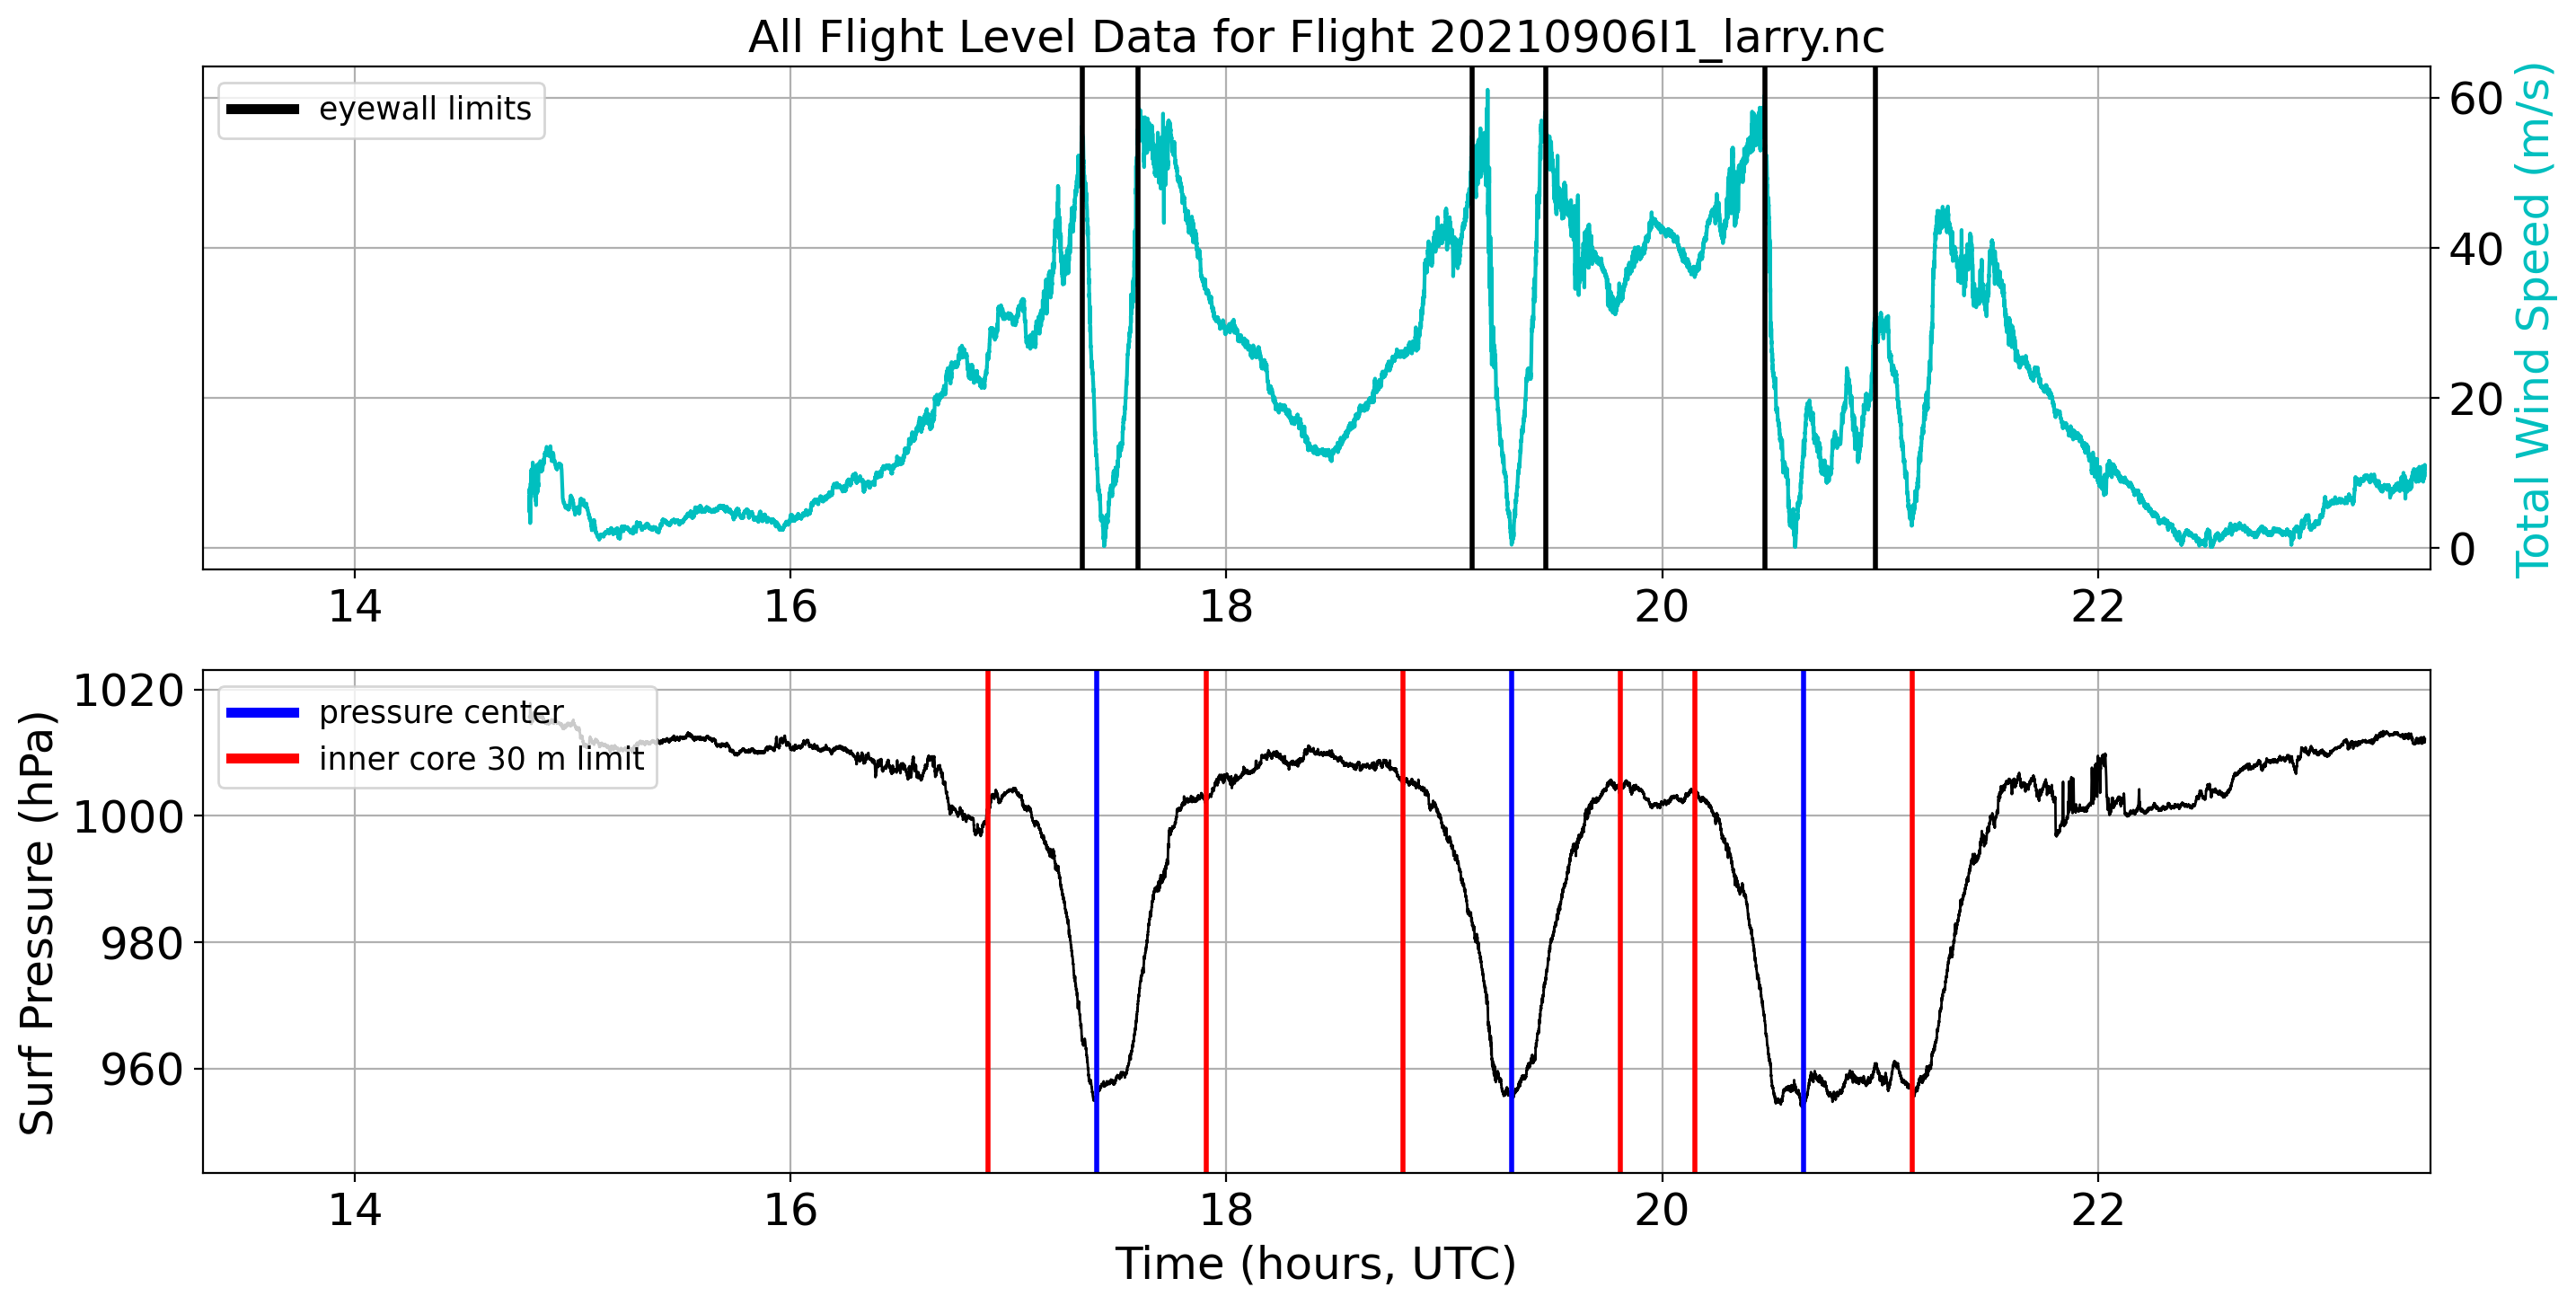 All Flight Level Data for Flight 20210906I1_larry.nc
eyewall limits
60
40
20
0
Total Wind Speed (m/s)
14 16 18 20 22
1020
1000
980
960
Surf Pressure (hPa)
pressure center
inner core 30 m limit
14 16 18 20 22
Time (hours, UTC)